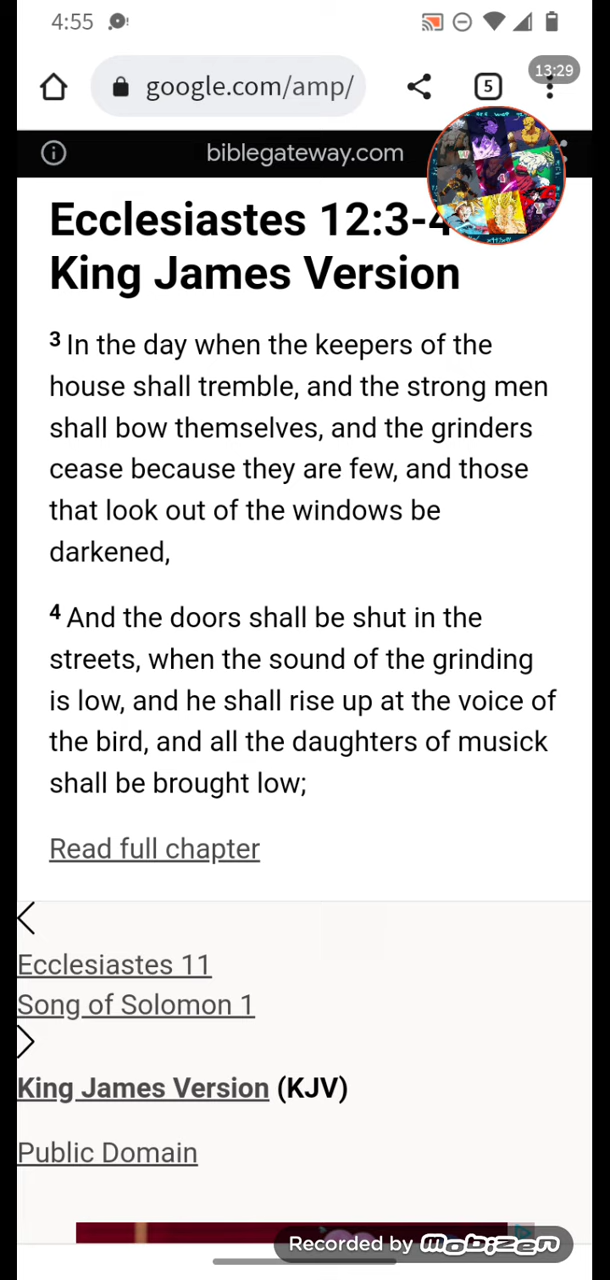 4:55
google.com/amp/
5
13:29
biblegateway.com
Ecclesiastes 12:3-4
King James Version
3 In the day when the keepers of the
house shall tremble, and the strong men
shall bow themselves, and the grinders
cease because they are few, and those
that look out of the windows be
darkened,
4 And the doors shall be shut in the
streets, when the sound of the grinding
is low, and he shall rise up at the voice of
the bird, and all the daughters of musick
shall be brought low;
Read full chapter
Ecclesiastes 11
Song of Solomon 1
King James Version (KJV)
Public Domain
Recorded by mobizen